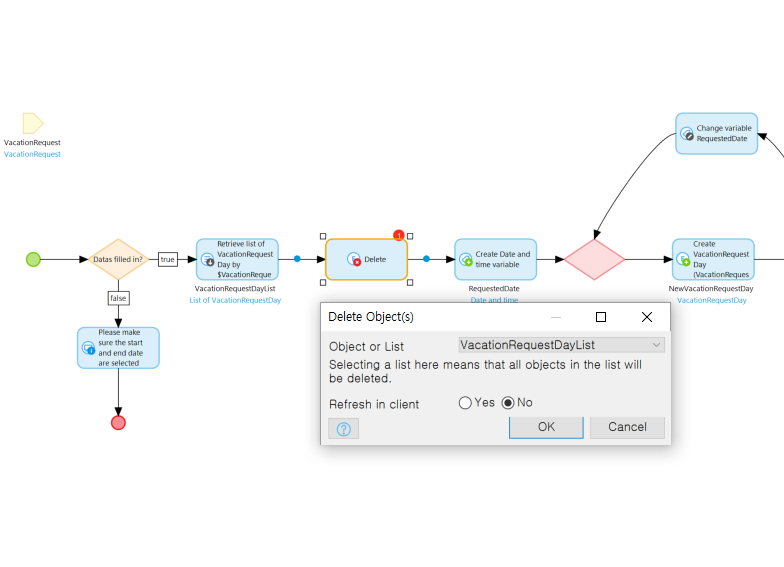 Change variable
RequestedDate
VacationRequest
VacationRequest
Datas filled in?
true
Retrieve list of
VacationRequest
Day by
$VacationReque
VacationRequestDayList
List of VacationRequestDay
1
Delete
Create Date and
time variable
RequestedDate
Date and time
Create
VacationRequest
Day
(VacationReques
NewVacationRequestDay
VacationRequestDay
false
Please make
sure the start
and end date
are selected
Delete Object(s)
Object or List
VacationRequestDayList
Selecting a list here means that all objects in the list will
be deleted.
Refresh in client
Yes
No
?
OK
Cancel